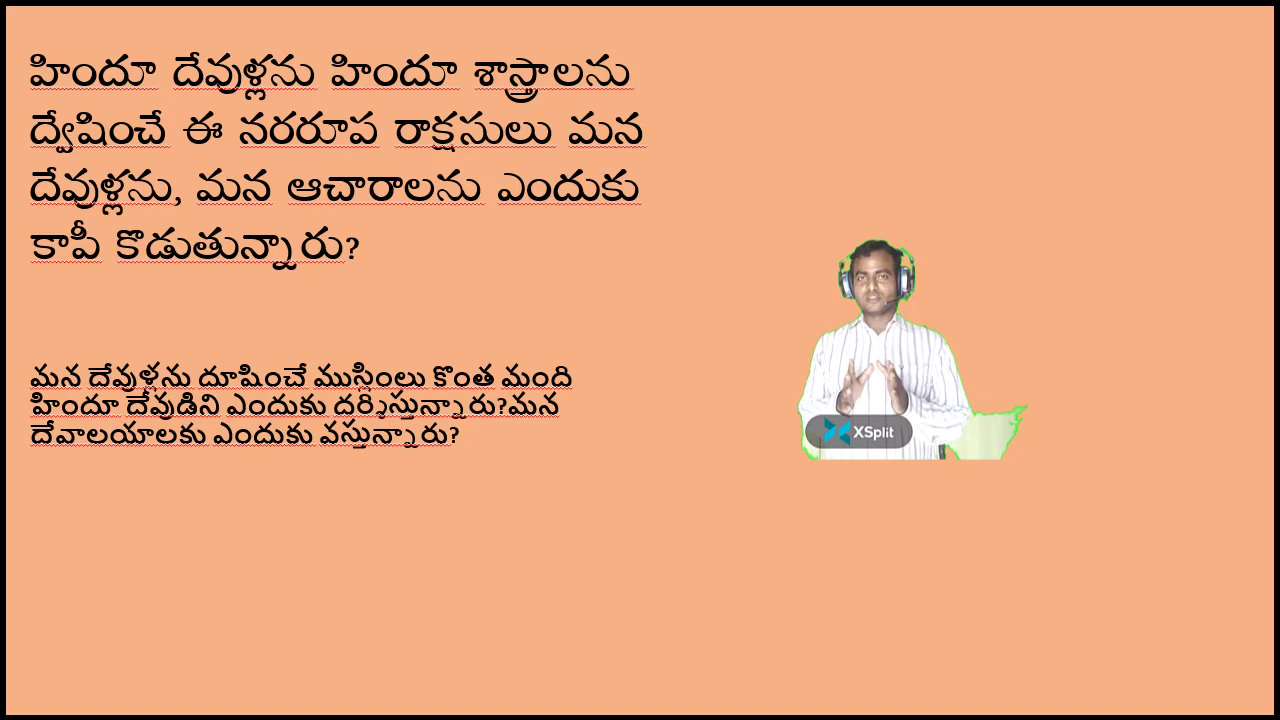 హిందూ దేవుళ్లను హిందూ శాస్త్రాలను
ద్వేషించే ఈ నరరూప రాక్షసులు మన
దేవుళ్లను, మన ఆచారాలను ఎందుకు
కాపీ కొడుతున్నారు?
మన దేవుళ్లను దూషించే ముస్లింలు కొంత మంది
హిందూ దేవుడిని ఎందుకు దర్శిస్తున్నారు?మన
దేవాలయాలకు ఎందుకు వస్తున్నారు?
XSplit